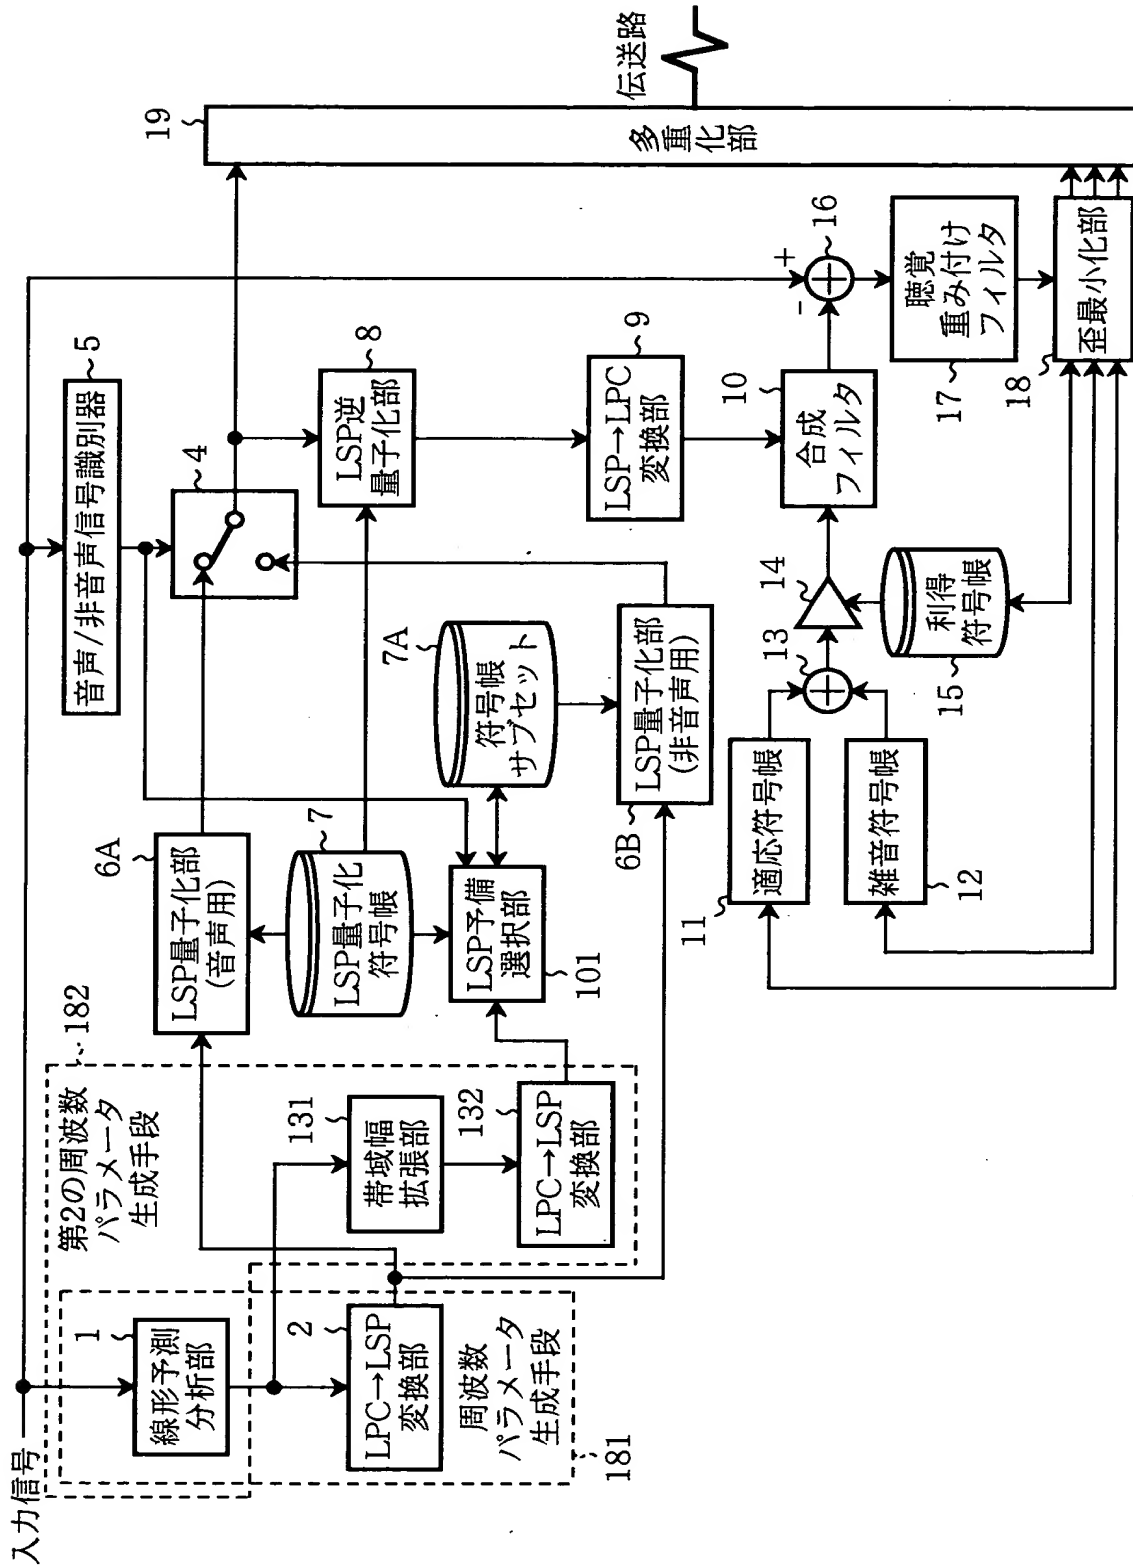 入力信号
1
線形予測
分析部
2
LPC→LSP
変換部
周波数
パラメータ
生成手段
181
第2の周波数
パラメータ
生成手段
182
131
帯域幅
拡張部
132
LPC→LSP
変換部
6A
LSP量子化部
(音声用)
7
LSP量子化
符号帳
LSP予備
選択部
101
7A
符号帳
サブセット
6B
LSP量子化部
(非音声用)
5
音声/非音声信号識別器
4
8
LSP逆
量子化部
9
LSP→LPC
変換部
10
合成
フィルタ
11
適応符号帳
雑音符号帳
12
13
14
利得
符号帳
15
+
-
16
聴覚
重み付け
フィルタ
17
18
歪最小化部
19
多重化部
伝送路